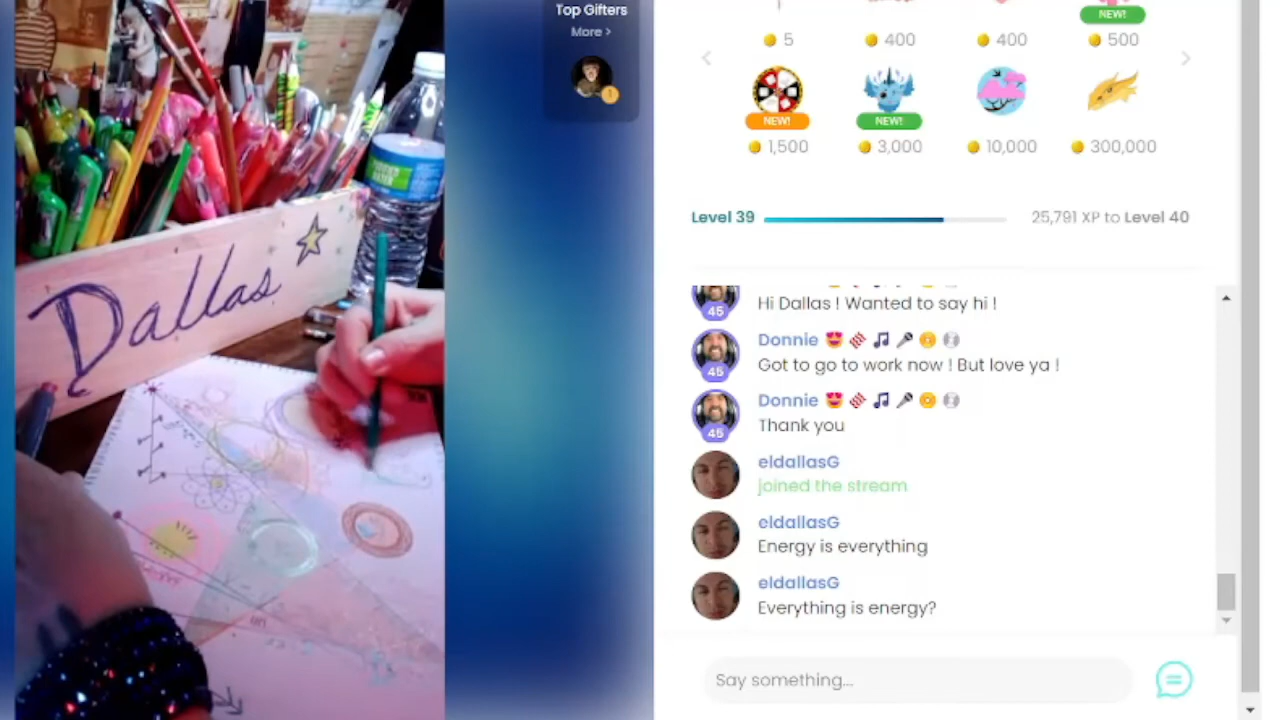 Top Gifters
More >
NEW!
5
400
400
500
NEW!
NEW!
1,500
3,000
10,000
300,000
Level 39
25,791 XP to Level 40
Dallas
45
Hi Dallas ! Wanted to say hi !
Donnie
45
Got to go to work now ! But love ya !
Donnie
45
Thank you
eldallasG
joined the stream
eldallasG
Energy is everything
eldallasG
Everything is energy?
Say something...